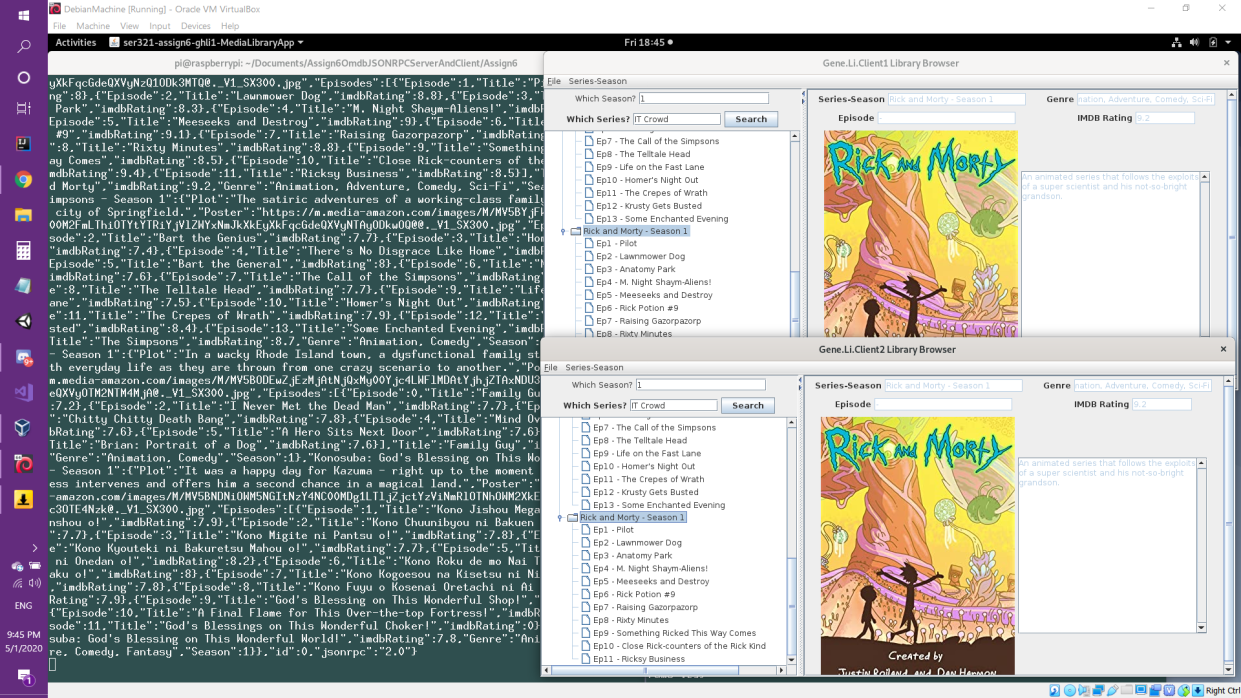 DebianMachine [Running] - Oracle VM VirtualBox
File Machine View Input Devices Help
Activities ser321-assign6-ghli1-MediaLibraryApp Fri 18:45
pi@raspberrypi: ~/Documents/Assign6OmdbJSONRPCServerAndClient/Assign6
yXkFqcGdeQXVyNzQ1ODk3MTQ@._V1_SX300.jpg","Episodes":[{"Episode":1,"Title":"P
ng":8},{"Episode":2,"Title":"Lawnmower Dog","imdbRating":8.8},{"Episode":3,"
Park","imdbRating":8.3},{"Episode":4,"Title":"M. Night Shaym-Aliens!","imdbR
Episode":5,"Title":"Meeseeks and Destroy","imdbRating":9.1},{"Episode":6,"Ti
#9","imdbRating":9.1},{"Episode":7,"Title":"Raising Gazorpazorp","imdbRating
":8,"Title":"Rixty Minutes","imdbRating":8.8},{"Episode":9,"Title":"Something
ay Comes","imdbRating":8.5},{"Episode":10,"Title":"Close Rick-counters of the
mdbRating":9.4},{"Episode":11,"Title":"Ricksy Business","imdbRating":8.5}],"T
d Morty","imdbRating":9.2,"Genre":"Animation, Adventure, Comedy, Sci-Fi","Sea
impsons - Season 1":{"Plot":"The satiric adventures of a working-class family
city of Springfield.","Poster":"https://m.media-amazon.com/images/M/MV5BYjFk
sode":2,"Title":"Bart the Genius","imdbRating":7.7},{"Episode":3,"Title":"Hom
":7.4},{"Episode":4,"Title":"There's No Disgrace Like Home","imdb
Episode":5,"Title":"Bart the General","imdbRating":8},{"Episode":6,"Title":"M
imdbRating":7.6},{"Episode":7,"Title":"The Call of the Simpsons","imdbRating"
e":8,"Title":"The Telltale Head","imdbRating":7.7},{"Episode":9,"Title":"Life
ane","imdbRating":7.5},{"Episode":10,"Title":"Homer's Night Out","imdbRating"
e":11,"Title":"The Crepes of Wrath","imdbRating":7.9},{"Episode":12,"Title":"
sted","imdbRating":8.4},{"Episode":13,"Title":"Some Enchanted Evening","imdbR
Title":"The Simpsons","imdbRating":8.7,"Genre":"Animation, Comedy","Season":1
- Season 1":{"Plot":"In a wacky Rhode Island town, a dysfunctional family st
th everyday life as they are thrown from one crazy scenario to another.","
:7.2},{"Episode":2,"Title":"I Never Met the Dead Man","imdbRating":7.7},{"Ep
"Chitty Chitty Death Bang","imdbRating":7.8},{"Episode":4,"Title":"Mind Ov
bRating":7.6},{"Episode":5,"Title":"A Hero Sits Next Door","imdbRating":7.6}
Title":"Brian: Portrait of a Dog","imdbRating":7.6}],"Title":"Family Guy","i
"Genre":"Animation, Comedy","Season":1},"Konosuba: God's Blessing on This Wo
- Season 1":{"Plot":"It was a happy day for Kazuma - right up to the moment
ess intervenes and offers him a second chance in a magical land.","Poster":"
"Episodes":[{"Episode":1,"Title":"Kono Jishou Mega
nshou o!","imdbRating":7.9},{"Episode":2,"Title":"Kono Chuunibyou ni Bakuen
":7.7},{"Episode":3,"Title":"Kono Migite ni Pantsu o!","imdbRating":7.8},{"E
e":"Kono Kyouteki ni Bakuretsu Mahou o!","imdbRating":7.7},{"Episode":5,"Tit
ni Onedan o!","imdbRating":8.2},{"Episode":6,"Title":"Kono Roku de mo Nai T
aku o!","imdbRating":8},{"Episode":7,"Title":"Kono Kogoesou na Kisetsu ni Ni
,"imdbRating":7.8},{"Episode":8,"Title":"Kono Fuyu o Kosenai Oretachi ni Ai
Rating":7.9},{"Episode":9,"Title":"God's Blessing on This Wonderful Shop!","
{"Episode":10,"Title":"A Final Flame for This Over-the-top Fortress!","imdbR
sode":11,"Title":"God's Blessings on This Wonderful Choker!","imdbRating":0}
suba: God's Blessing on This Wonderful World!","imdbRating":7.8,"Genre":"Ani
re, Comedy, Fantasy","Season":1}},"id":0,"jsonrpc":"2.0"}
Gene.Li.Client1 Library Browser
File Series-Season
Which Season? 1
Which Series? IT Crowd Search
Ep7 - The Call of the Simpsons
Ep8 - The Telltale Head
Ep9 - Life on the Fast Lane
Ep10 - Homer's Night Out
Ep11 - The Crepes of Wrath
Ep12 - Krusty Gets Busted
Ep13 - Some Enchanted Evening
Rick and Morty - Season 1
Ep1 - Pilot
Ep2 - Lawnmower Dog
Ep3 - Anatomy Park
Ep4 - M. Night Shaym-Aliens!
Ep5 - Meeseeks and Destroy
Ep6 - Rick Potion #9
Ep7 - Raising Gazorpazorp
Ep8 - Rixty Minutes
Series-Season Rick and Morty - Season 1 Genre nation, Adventure, Comedy, Sci-Fi
Episode - IMDB Rating 9.2
RICK AND MORTY
An animated series that follows the exploits
of a super scientist and his not-so-bright
grandson.
Gene.Li.Client2 Library Browser
File Series-Season
Which Season? 1
Which Series? IT Crowd Search
Ep7 - The Call of the Simpsons
Ep8 - The Telltale Head
Ep9 - Life on the Fast Lane
Ep10 - Homer's Night Out
Ep11 - The Crepes of Wrath
Ep12 - Krusty Gets Busted
Ep13 - Some Enchanted Evening
Rick and Morty - Season 1
Ep1 - Pilot
Ep2 - Lawnmower Dog
Ep3 - Anatomy Park
Ep4 - M. Night Shaym-Aliens!
Ep5 - Meeseeks and Destroy
Ep6 - Rick Potion #9
Ep7 - Raising Gazorpazorp
Ep8 - Rixty Minutes
Ep9 - Something Ricked This Way Comes
Ep10 - Close Rick-counters of the Rick Kind
Ep11 - Ricksy Business
Series-Season Rick and Morty - Season 1 Genre nation, Adventure, Comedy, Sci-Fi
Episode - IMDB Rating 9.2
RICK AND MORTY
An animated series that follows the exploits
of a super scientist and his not-so-bright
grandson.
Created by
Justin Roiland and Dan Harmon
ENG
9:45 PM
5/1/2020
1
Right Ctrl